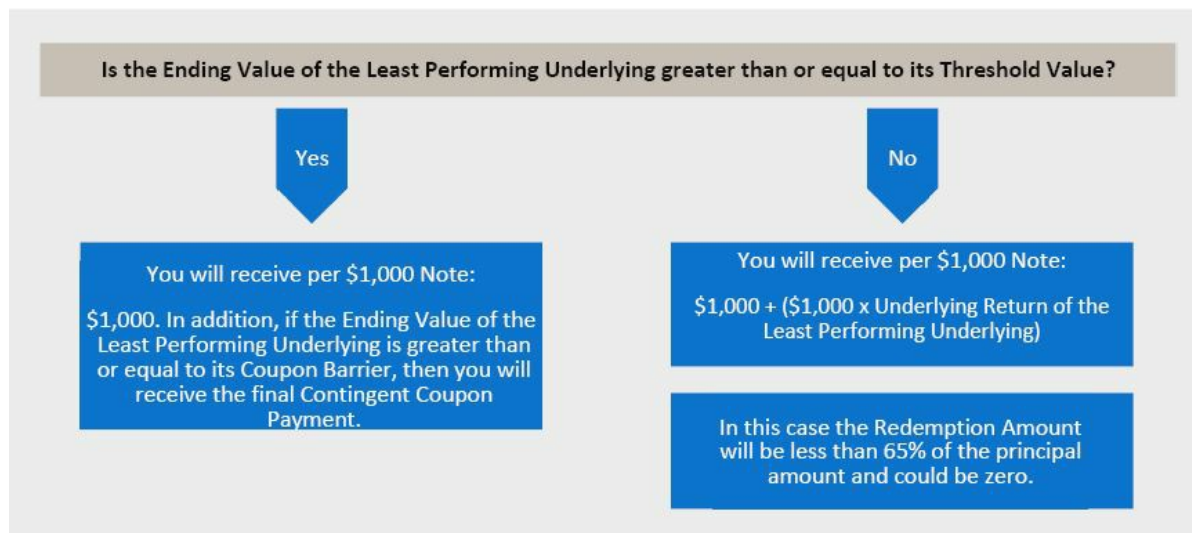 Is the Ending Value of the Least Performing Underlying greater than or equal to its Threshold Value?
Yes
No
You will receive per $1,000 Note:
$1,000. In addition, if the Ending Value of the
Least Performing Underlying is greater than
or equal to its Coupon Barrier, then you will
receive the final Contingent Coupon
Payment.
You will receive per $1,000 Note:
$1,000 + ($1,000 x Underlying Return of the
Least Performing Underlying)
In this case the Redemption Amount
will be less than 65% of the principal
amount and could be zero.